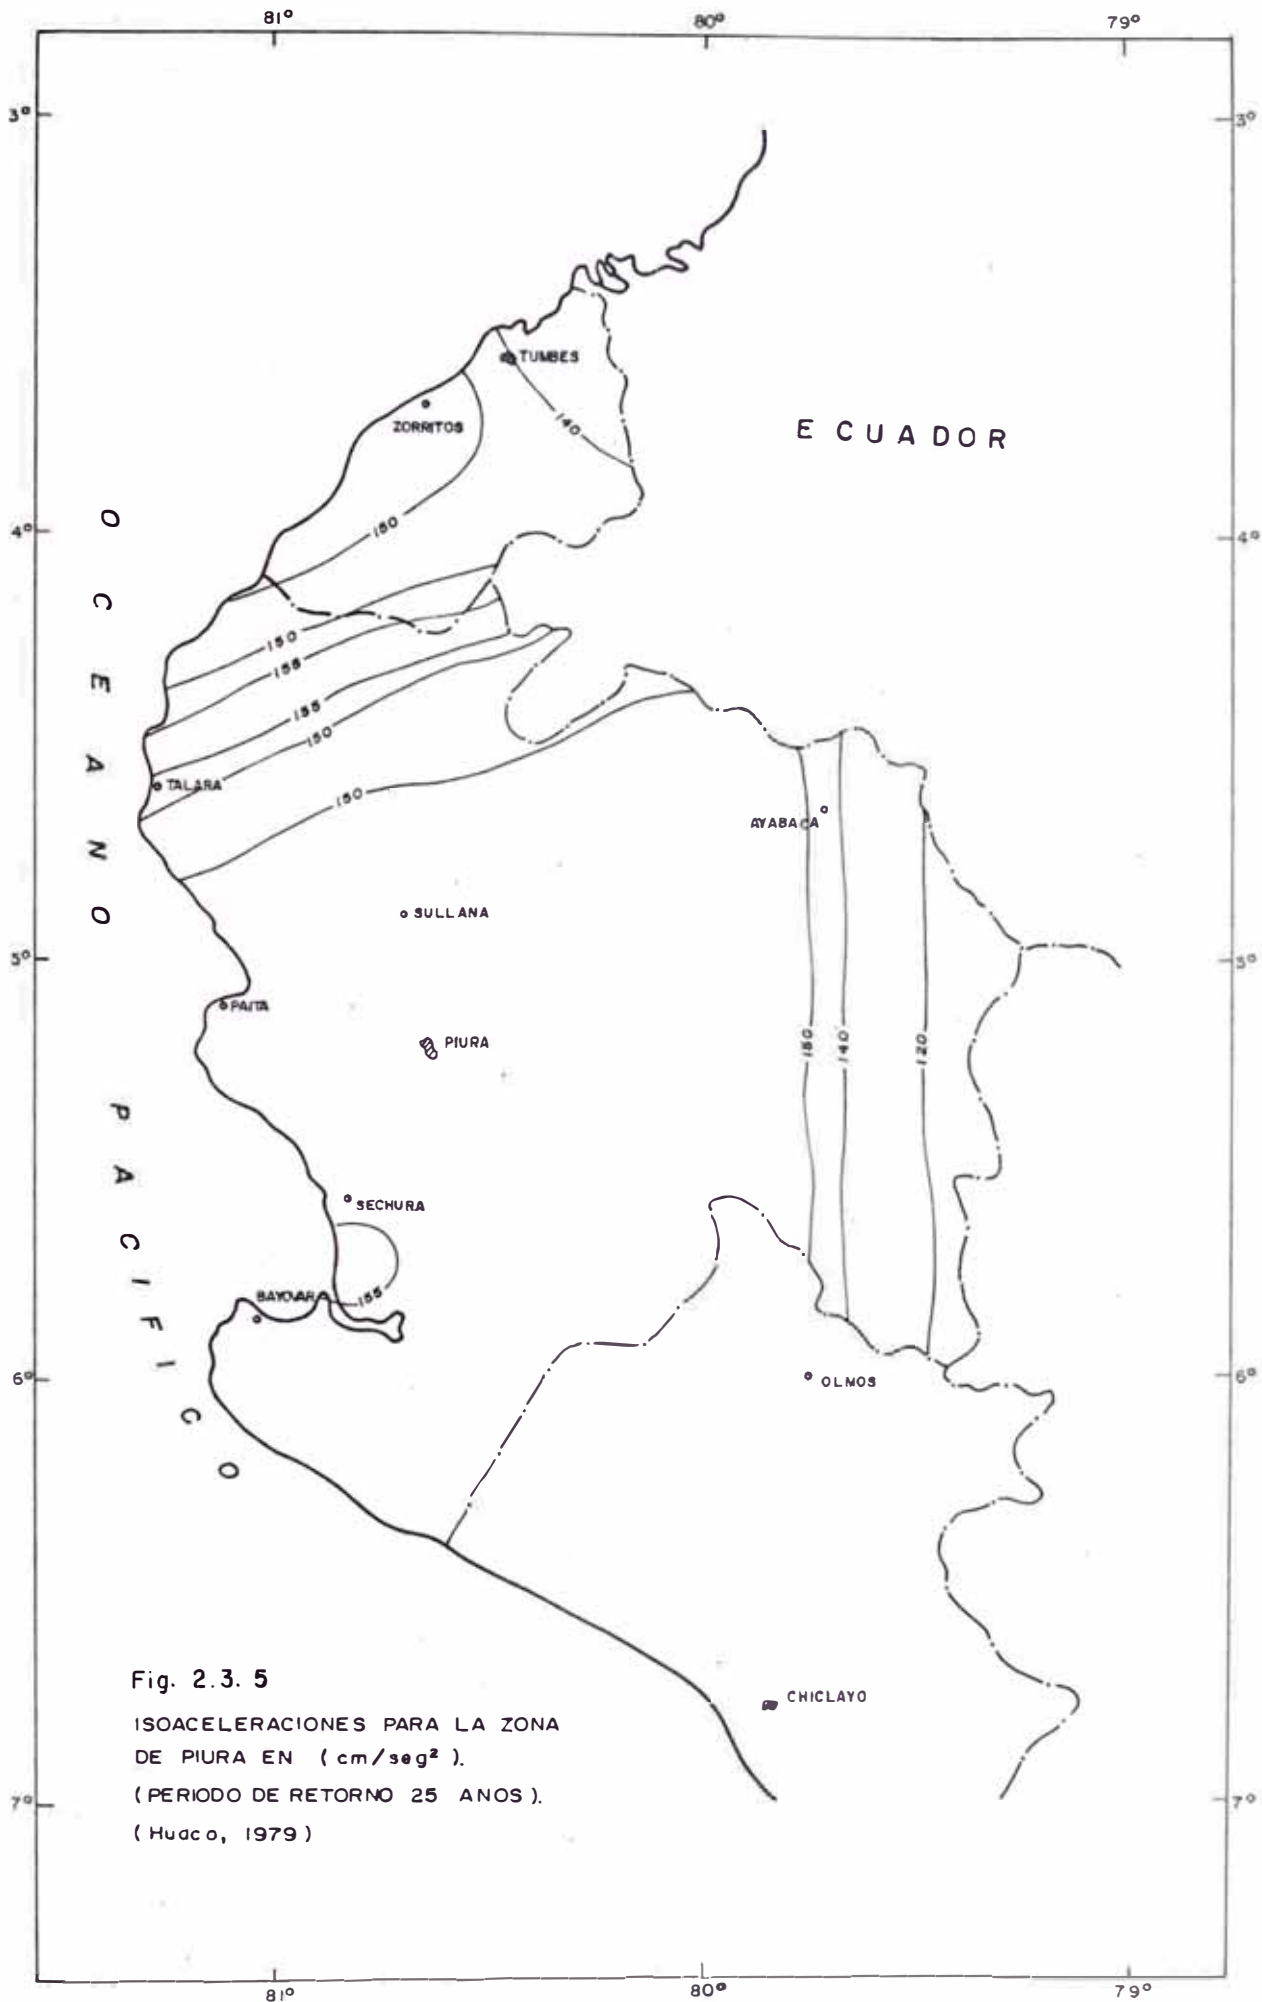 81° 80° 79°
3° 3°
TUMBES
ZORRITOS
140
ECUADOR
150
4° 4°
OCEANO PACIFICO
150
155
155
150
TALARA
150
AYABACA
SULLANA
5° 5°
PAITA
PIURA
150 140 120
SECHURA
BAYOVAR
155
6° 6°
OLMOS
Fig. 2.3.5
ISOACELERACIONES PARA LA ZONA
DE PIURA EN (cm/seg²).
(PERIODO DE RETORNO 25 ANOS).
(Huaco, 1979)
CHICLAYO
7° 7°
81° 80° 79°